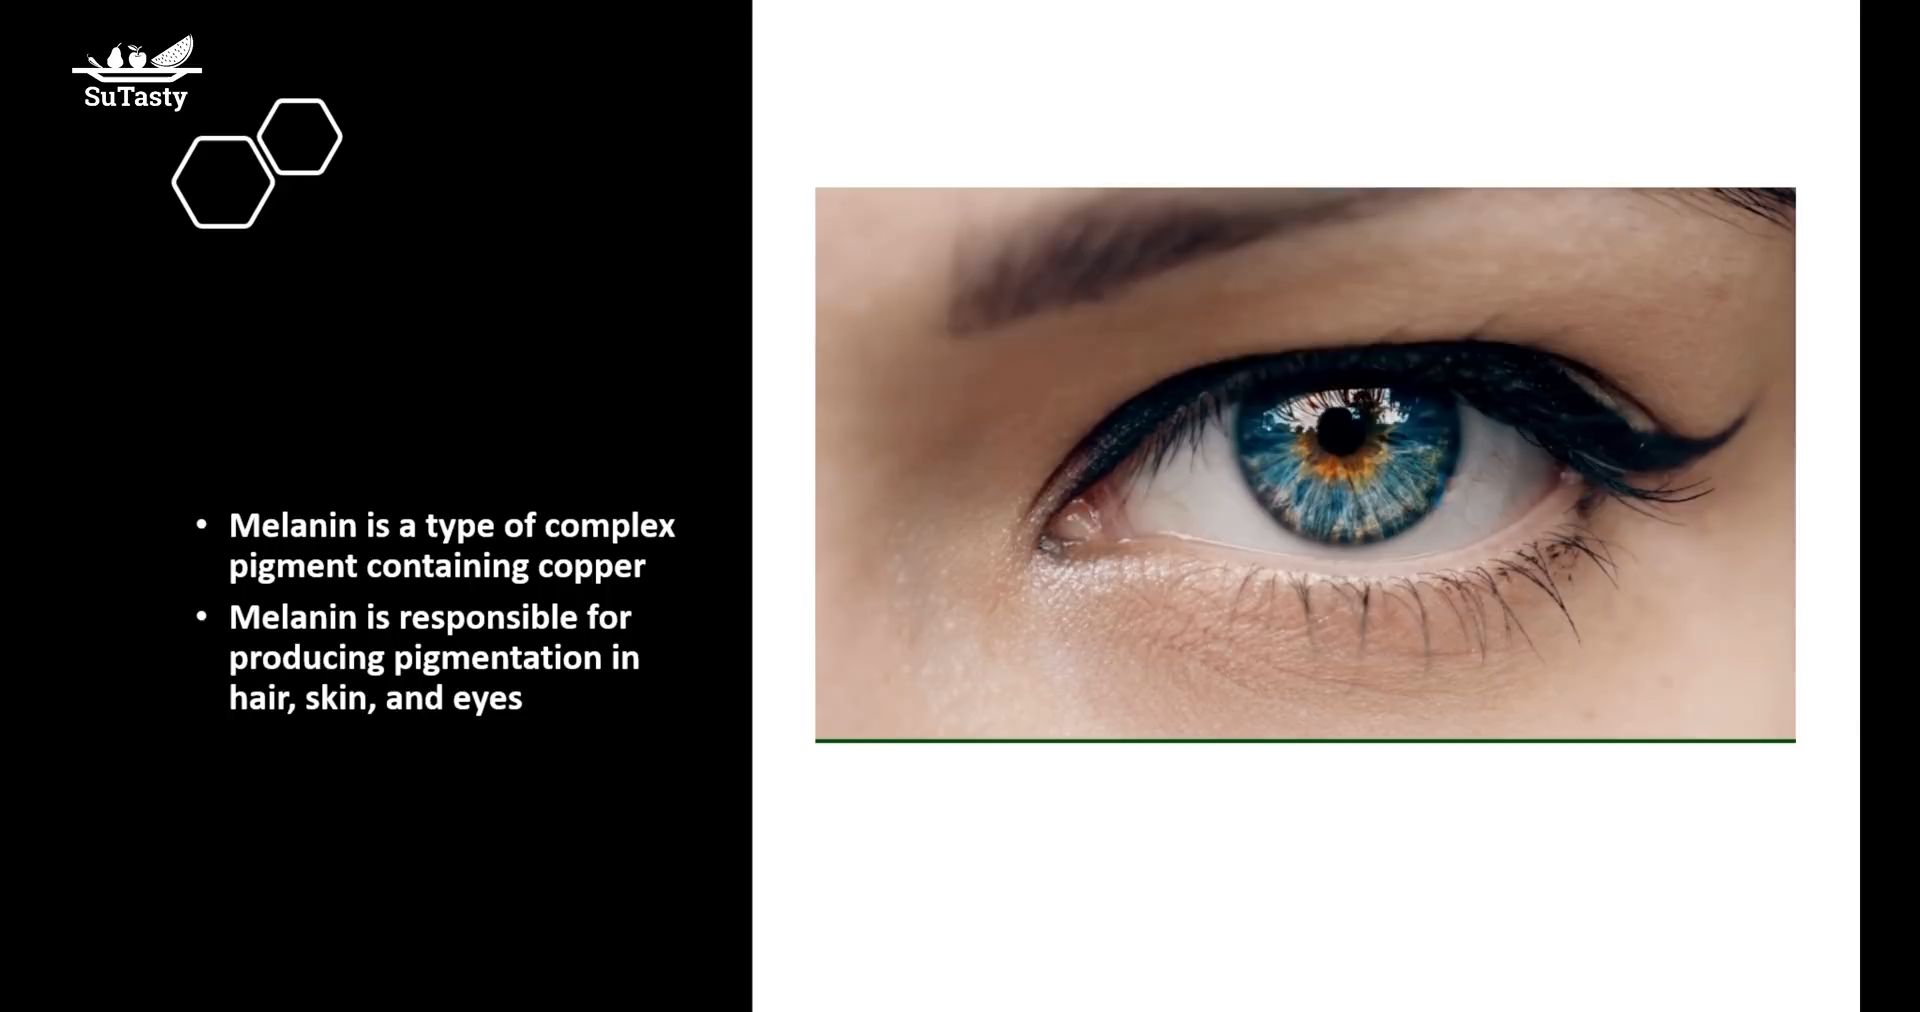 SuTasty
• Melanin is a type of complex
pigment containing copper
• Melanin is responsible for
producing pigmentation in
hair, skin, and eyes